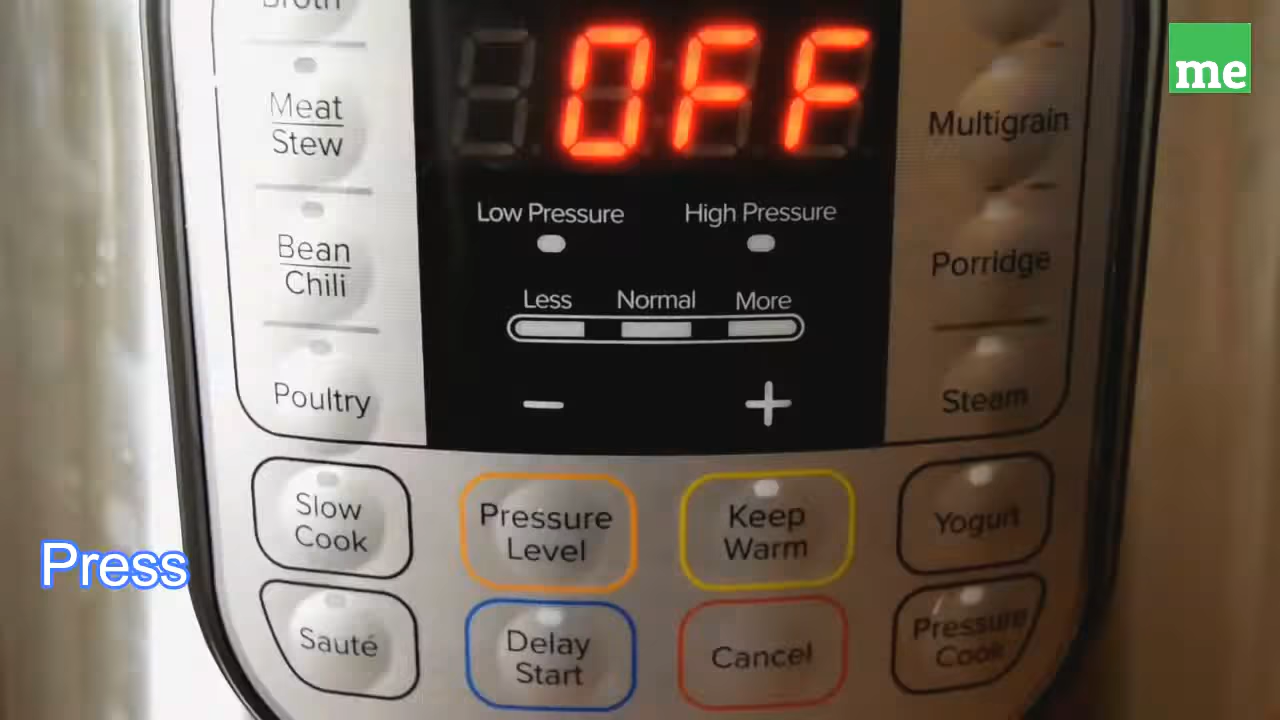 Broth
OFF
me
Meat
Stew
Multigrain
Low Pressure
High Pressure
Bean
Chili
Porridge
Less
Normal
More
Poultry
−
+
Steam
Slow
Cook
Pressure
Level
Keep
Warm
Yogurt
Press
Sauté
Delay
Start
Cancel
Pressure
Cook